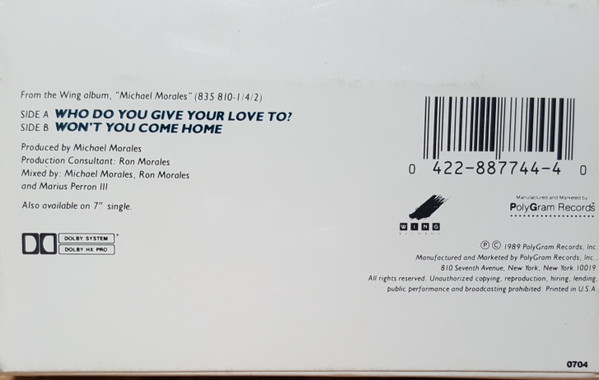 From the Wing album, "Michael Morales" (835 810-1/4/2)
SIDE A WHO DO YOU GIVE YOUR LOVE TO?
SIDE B WON'T YOU COME HOME
Produced by Michael Morales
Production Consultant: Ron Morales
Mixed by: Michael Morales, Ron Morales
and Marius Perron III
Also available on 7" single.
DOLBY SYSTEM
DOLBY HX PRO
0 422-887744-4 0
WING
Manufactured and Marketed by
PolyGram Records
℗ © 1989 PolyGram Records, Inc.
Manufactured and Marketed by PolyGram Records, Inc.,
810 Seventh Avenue, New York, New York 10019.
All rights reserved. Unauthorized copying, reproduction, hiring, lending,
public performance and broadcasting prohibited. Printed in U.S.A.
0704